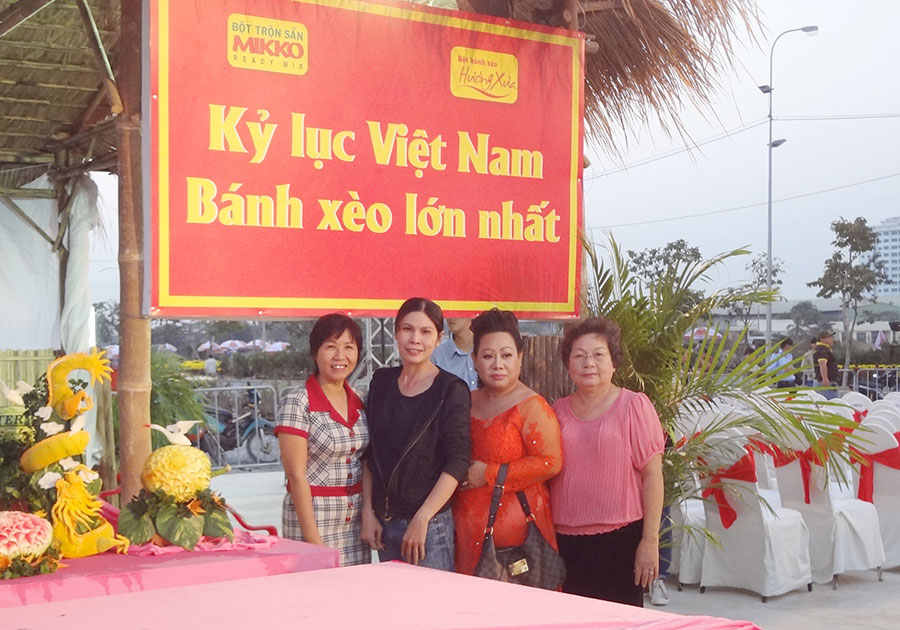 BỘT TRỘN SẴN
MIKKO
READY MIX
Bột bánh xèo
Hương Xưa
Kỷ lục Việt Nam
Bánh xèo lớn nhất